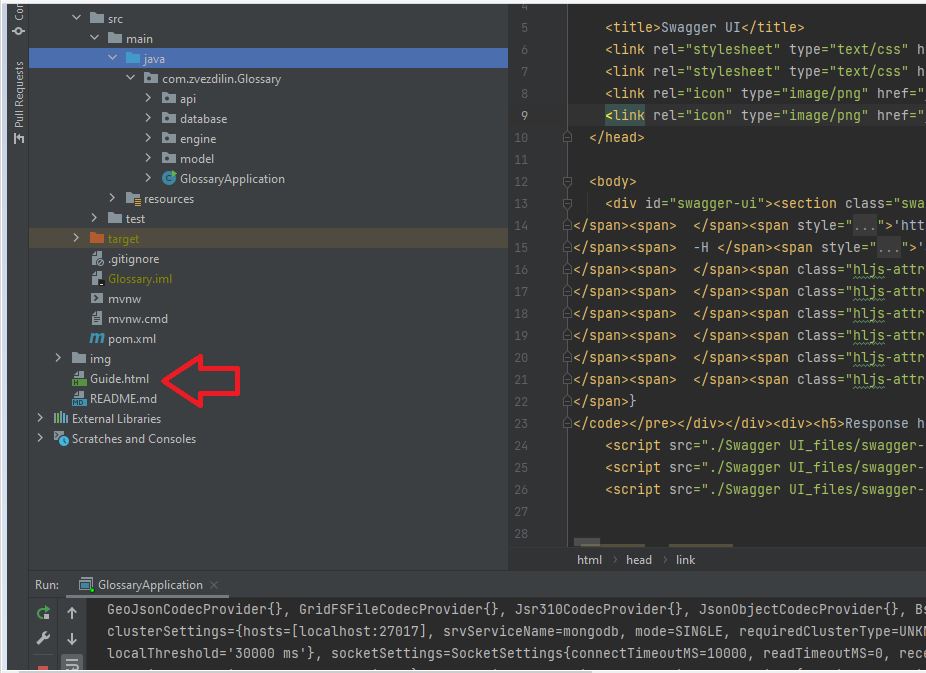 src
main
java
com.zvezdilin.Glossary
api
database
engine
model
GlossaryApplication
resources
test
target
.gitignore
Glossary.iml
mvnw
mvnw.cmd
pom.xml
img
Guide.html
README.md
External Libraries
Scratches and Consoles
Pull Requests
4
5 <title>Swagger UI</title>
6 <link rel="stylesheet" type="text/css" h
7 <link rel="stylesheet" type="text/css" h
8 <link rel="icon" type="image/png" href="
9 <link rel="icon" type="image/png" href="
10 </head>
11
12 <body>
13 <div id="swagger-ui"><section class="swa
14 </span><span>  </span><span style="...">'htt
15 </span><span>  -H </span><span style="...">'
16 </span><span>  </span><span class="hljs-attr
17 </span><span>  </span><span class="hljs-attr
18 </span><span>  </span><span class="hljs-attr
19 </span><span>  </span><span class="hljs-attr
20 </span><span>  </span><span class="hljs-attr
21 </span><span>  </span><span class="hljs-attr
22 </span>}
23 </code></pre></div></div><div><h5>Response h
24 <script src="./Swagger UI_files/swagger-
25 <script src="./Swagger UI_files/swagger-
26 <script src="./Swagger UI_files/swagger-
27
28
html > head > link
Run: GlossaryApplication
GeoJsonCodecProvider{}, GridFSFileCodecProvider{}, Jsr310CodecProvider{}, JsonObjectCodecProvider{}, Bs
clusterSettings={hosts=[localhost:27017], srvServiceName=mongodb, mode=SINGLE, requiredClusterType=UNKN
localThreshold='30000 ms'}, socketSettings=SocketSettings{connectTimeoutMS=10000, readTimeoutMS=0, rece